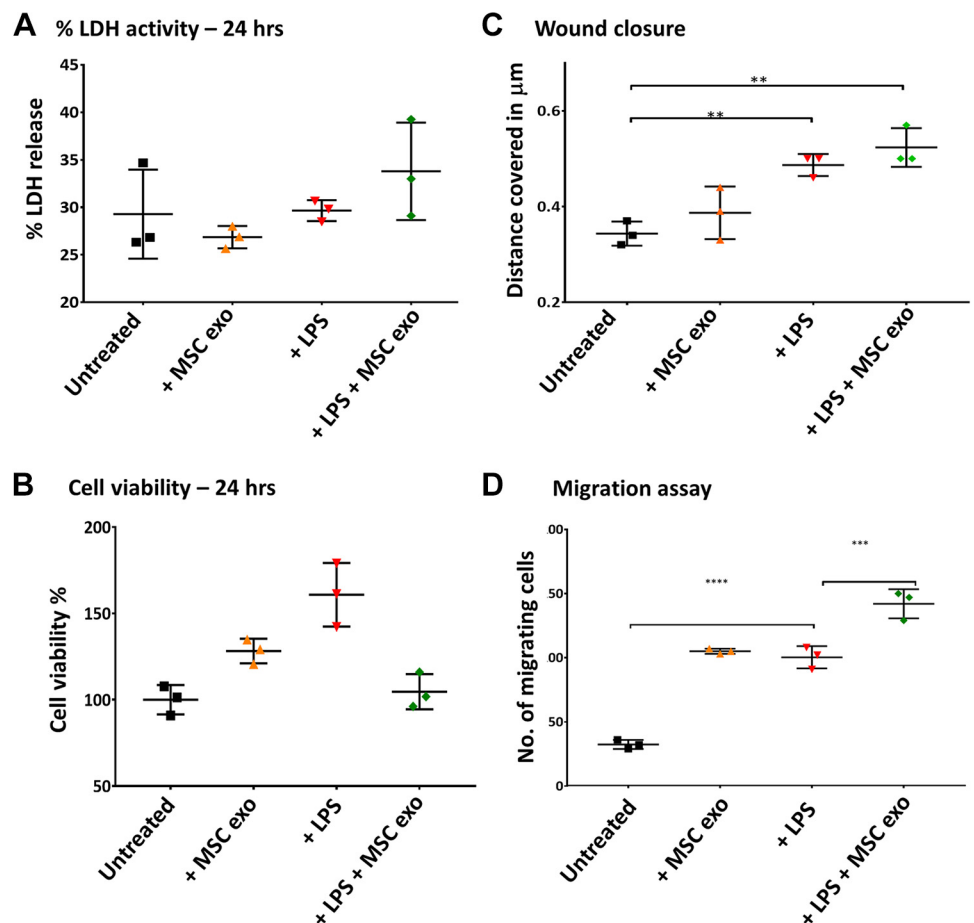 A % LDH activity – 24 hrs
% LDH release
45
40
35
30
25
20
Untreated
+ MSC exo
+ LPS
+ LPS + MSC exo
C Wound closure
Distance covered in μm
0.6
0.4
0.2
**
**
Untreated
+ MSC exo
+ LPS
+ LPS + MSC exo
B Cell viability – 24 hrs
Cell viability %
200
150
100
50
Untreated
+ MSC exo
+ LPS
+ LPS + MSC exo
D Migration assay
No. of migrating cells
00
50
00
50
0
****
***
Untreated
+ MSC exo
+ LPS
+ LPS + MSC exo